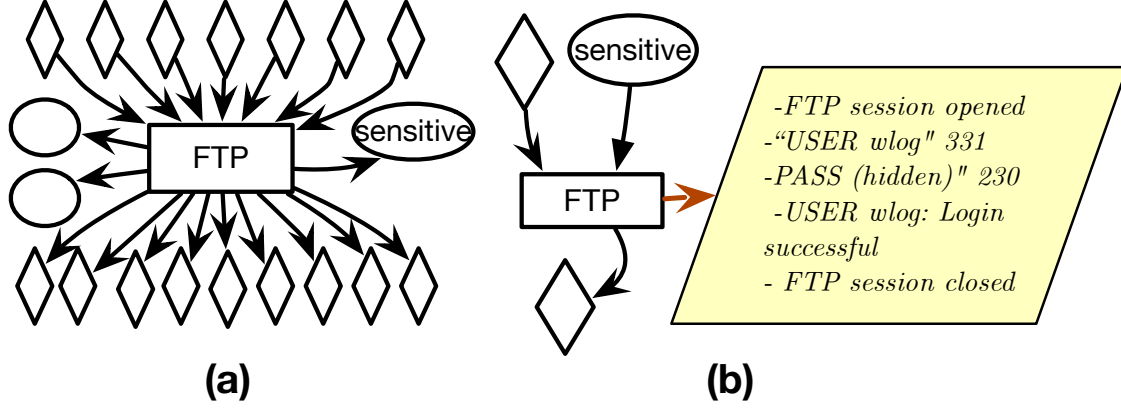 sensitive
FTP
(a)
sensitive
FTP
-FTP session opened
-“USER wlog" 331
-PASS (hidden)" 230
-USER wlog: Login
successful
- FTP session closed
(b)